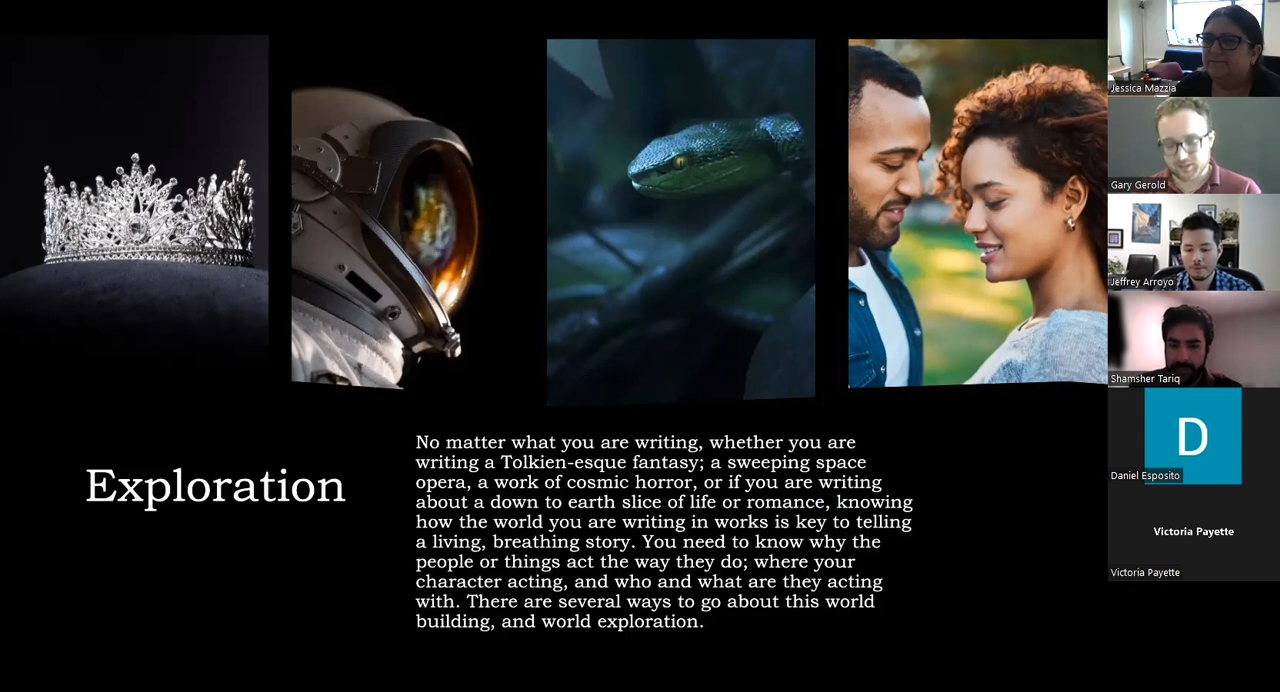 Exploration
No matter what you are writing, whether you are
writing a Tolkien-esque fantasy; a sweeping space
opera, a work of cosmic horror, or if you are writing
about a down to earth slice of life or romance, knowing
how the world you are writing in works is key to telling
a living, breathing story. You need to know why the
people or things act the way they do; where your
character acting, and who and what are they acting
with. There are several ways to go about this world
building, and world exploration.
Jessica Mazzia
Gary Gerold
Jeffrey Arroyo
Shamsher Tariq
D
Daniel Esposito
Victoria Payette
Victoria Payette